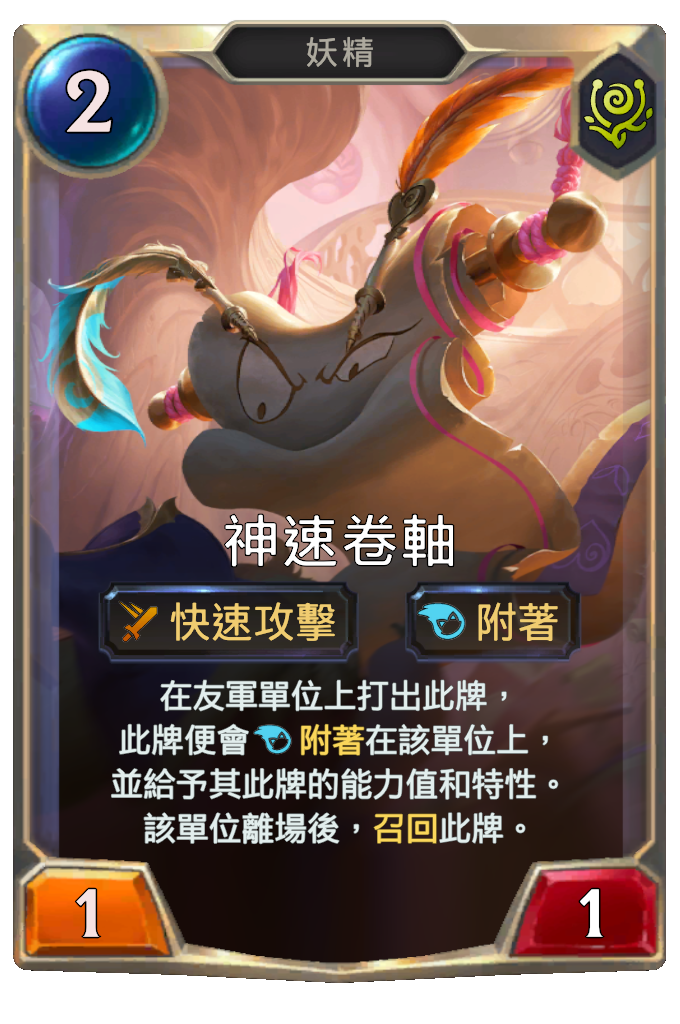 妖精
2
神速卷軸
快速攻擊 附著
在友軍單位上打出此牌，
此牌便會附著在該單位上，
並給予其此牌的能力值和特性。
該單位離場後，召回此牌。
1 1